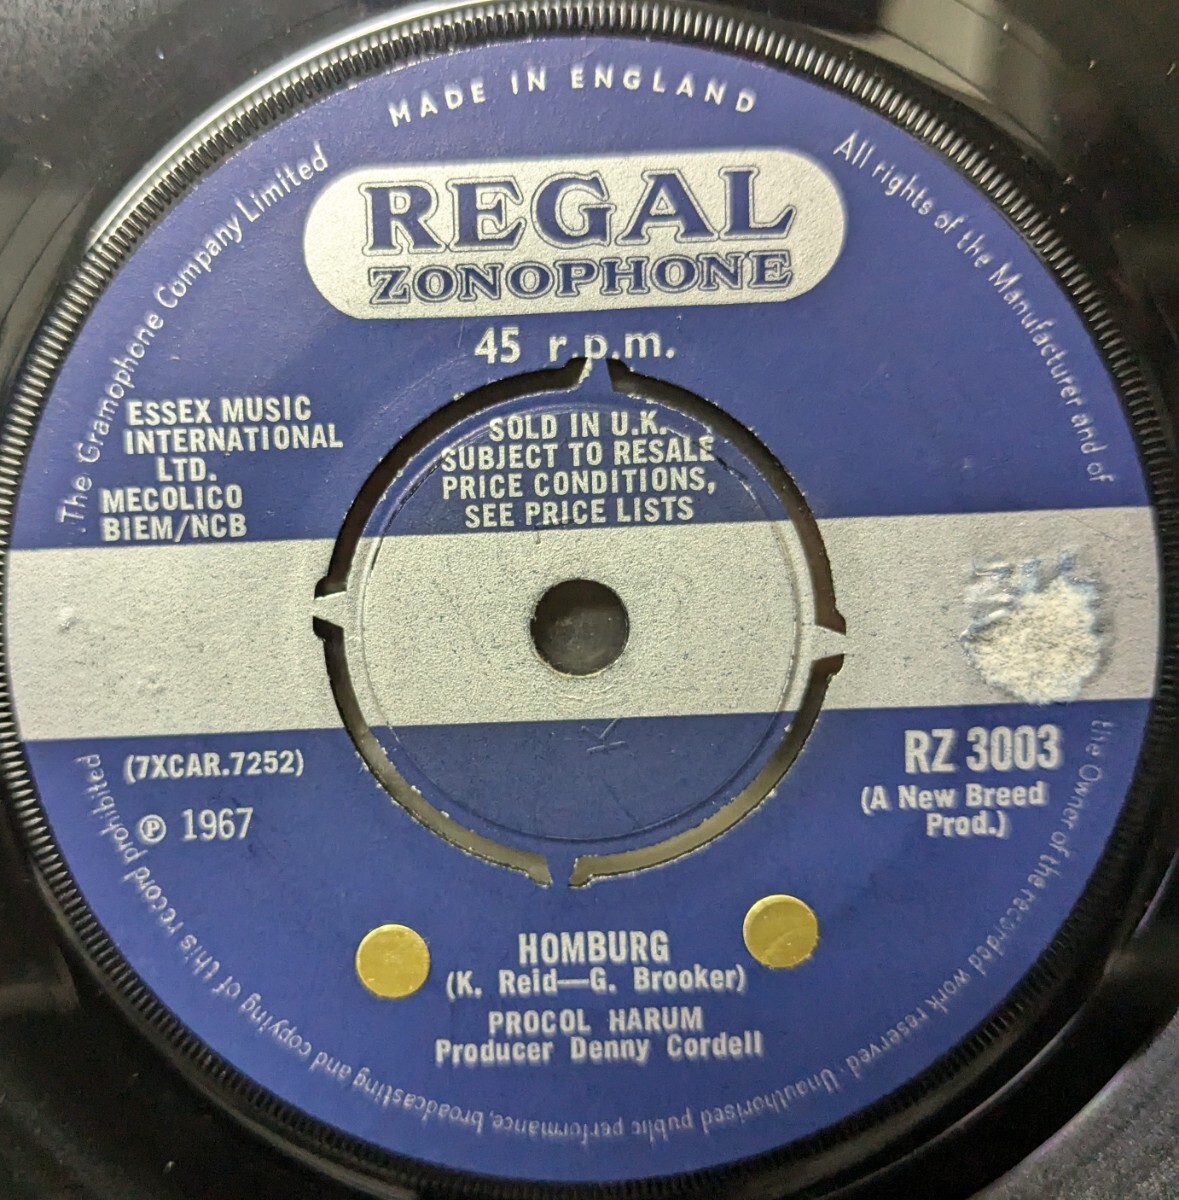 MADE IN ENGLAND
The Gramophone Company Limited
All rights of the Manufacturer and of
the Owner of the recorded work reserved. Unauthorised public performance, broadcasting and copying of this record prohibited
REGAL
ZONOPHONE
45 r.p.m.
ESSEX MUSIC
INTERNATIONAL
LTD.
MECOLICO
BIEM/NCB
SOLD IN U.K.
SUBJECT TO RESALE
PRICE CONDITIONS,
SEE PRICE LISTS
(7XCAR.7252)
℗ 1967
RZ 3003
(A New Breed
Prod.)
HOMBURG
(K. Reid—G. Brooker)
PROCOL HARUM
Producer Denny Cordell